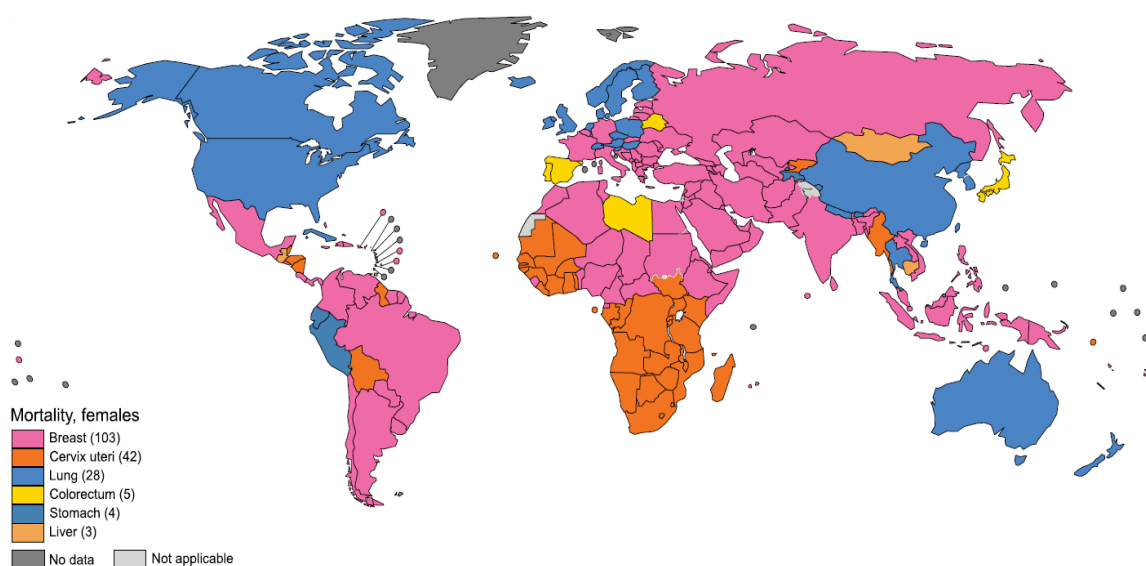 Mortality, females
Breast (103)
Cervix uteri (42)
Lung (28)
Colorectum (5)
Stomach (4)
Liver (3)
No data
Not applicable